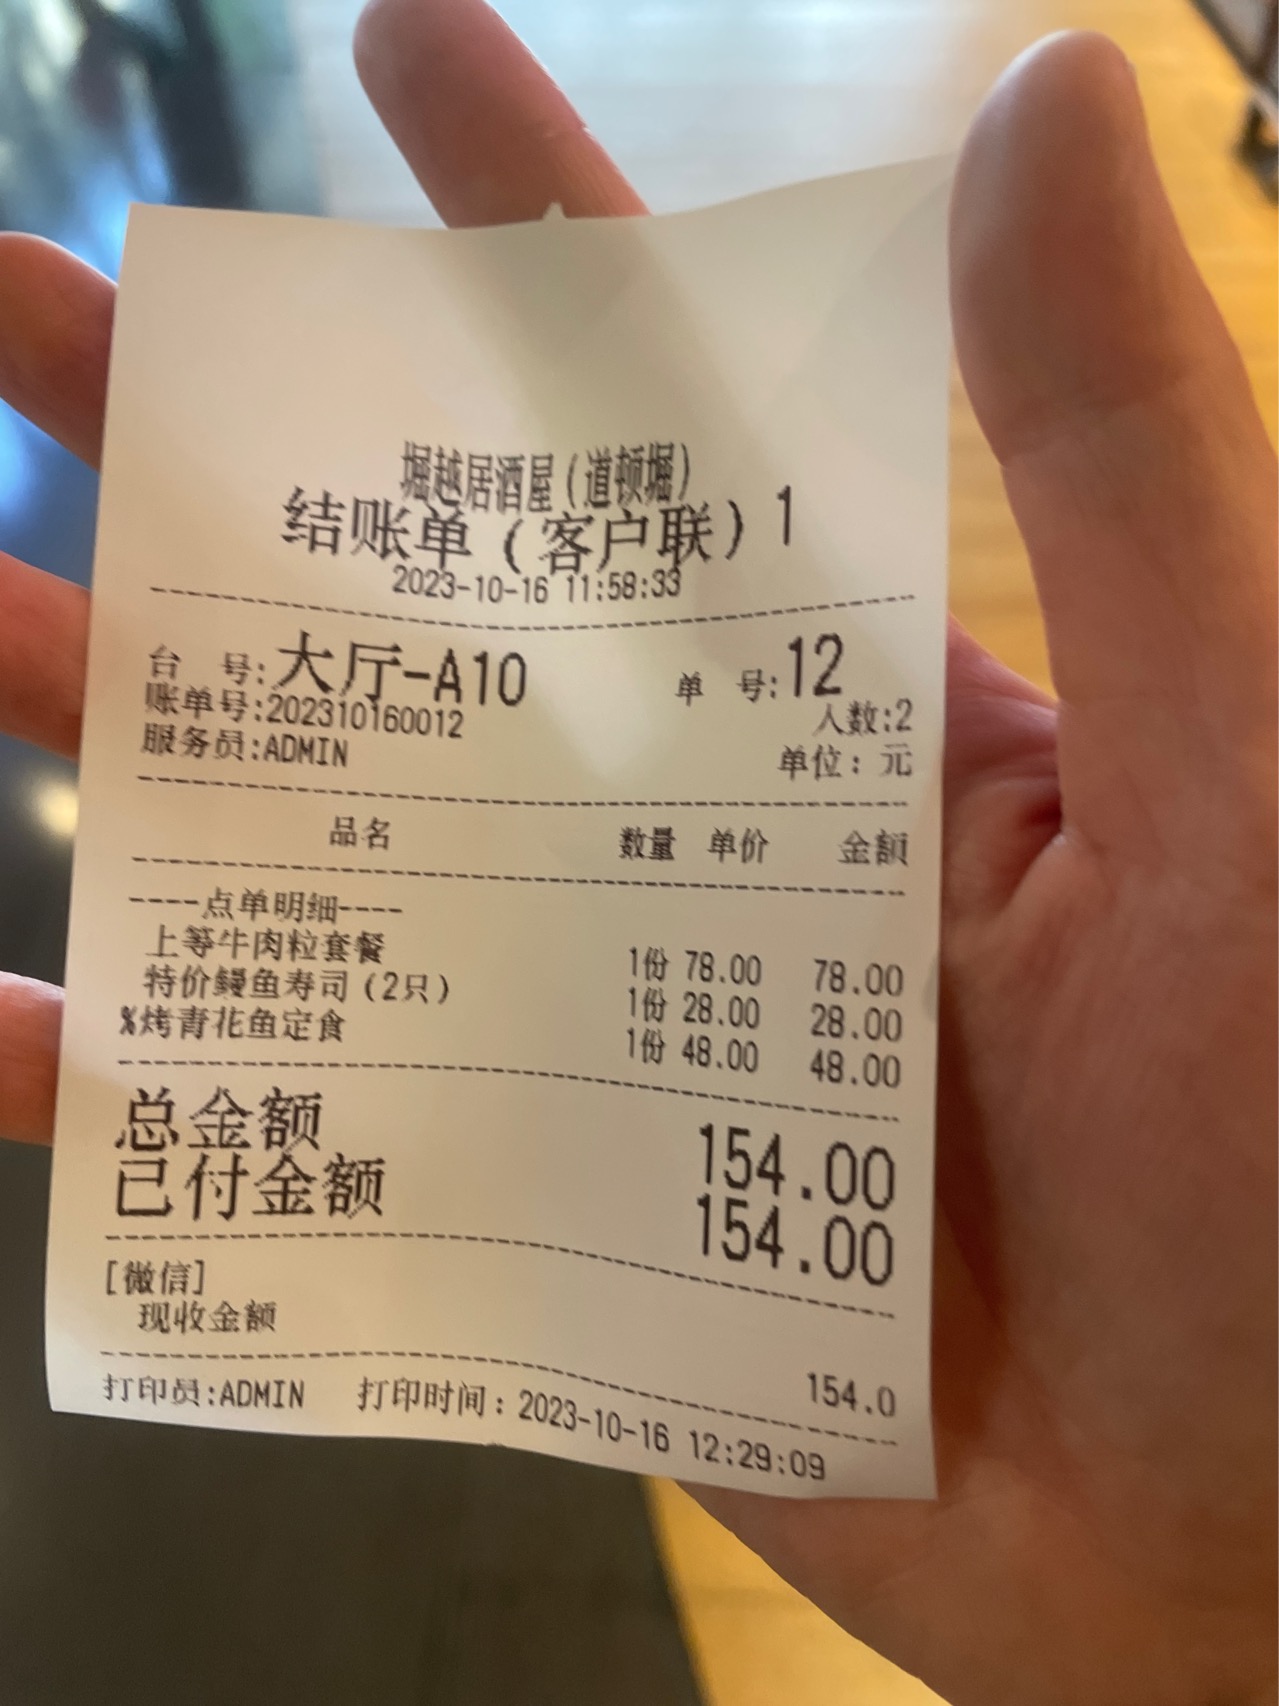 堀越居酒屋(道顿堀)
结账单(客户联)1
2023-10-16 11:58:33
台 号:大厅-A10 单 号:12
账单号:202310160012 人数:2
服务员:ADMIN 单位:元
品名 数量 单价 金额
----点单明细----
上等牛肉粒套餐 1份 78.00 78.00
特价鳗鱼寿司(2只) 1份 28.00 28.00
%烤青花鱼定食 1份 48.00 48.00
总金额 154.00
已付金额 154.00
[微信]
现收金额 154.0
打印员:ADMIN 打印时间:2023-10-16 12:29:09